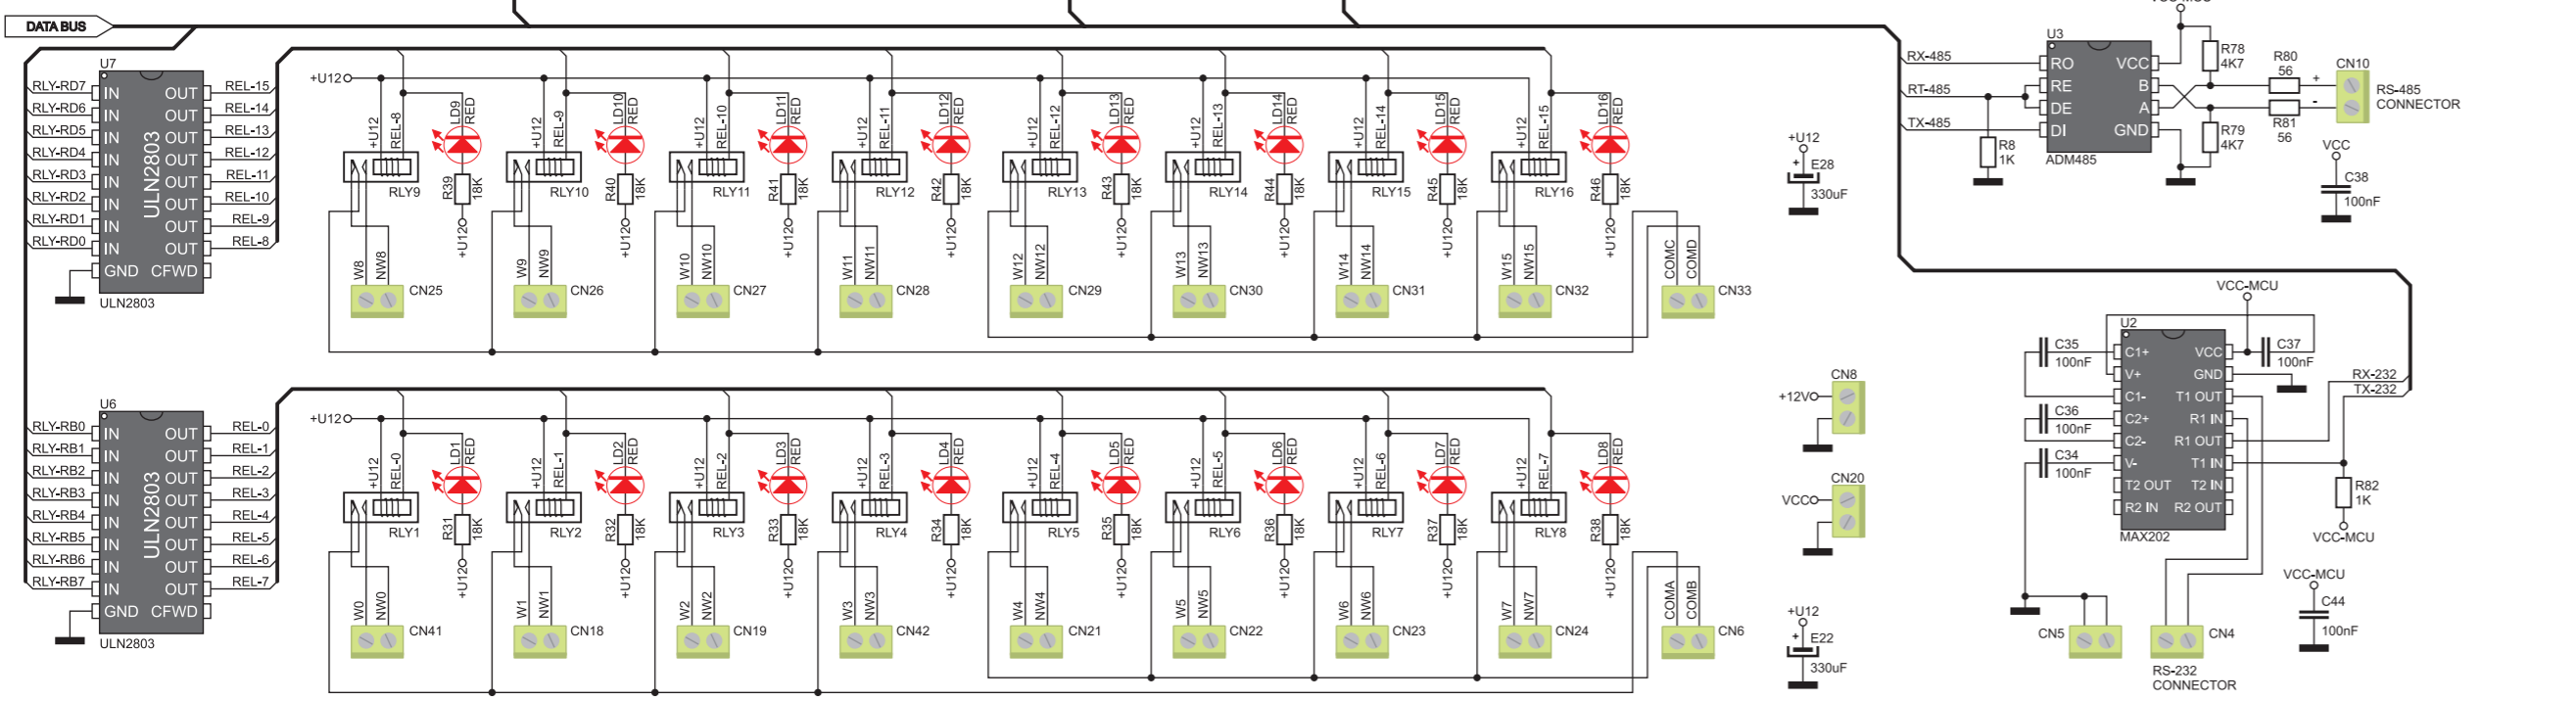 DATA BUS
VCC-MCU
U7
RLY-RD7 IN OUT REL-15
RLY-RD6 IN OUT REL-14
RLY-RD5 IN OUT REL-13
RLY-RD4 IN OUT REL-12
RLY-RD3 IN OUT REL-11
RLY-RD2 IN OUT REL-10
RLY-RD1 IN OUT REL-9
RLY-RD0 IN OUT REL-8
GND CFWD
ULN2803
ULN2803
+U12
+U12 REL-8 LD9 RED
RLY9 R39 18K +U12
W8 NW8 CN25
+U12 REL-9 LD10 RED
RLY10 R40 18K +U12
W9 NW9 CN26
+U12 REL-10 LD11 RED
RLY11 R41 18K +U12
W10 NW10 CN27
+U12 REL-11 LD12 RED
RLY12 R42 18K +U12
W11 NW11 CN28
+U12 REL-12 LD13 RED
RLY13 R43 18K +U12
W12 NW12 CN29
+U12 REL-13 LD14 RED
RLY14 R44 18K +U12
W13 NW13 CN30
+U12 REL-14 LD15 RED
RLY15 R45 18K +U12
W14 NW14 CN31
+U12 REL-15 LD16 RED
RLY16 R46 18K +U12
W15 NW15 CN32
COMC COMD CN33
+U12
+ E28
330uF
U3
RX-485 RO VCC
RT-485 RE B
DE A
TX-485 DI GND
ADM485
R8
1K
R78
4K7
R79
4K7
R80
56
R81
56
+
-
CN10
RS-485
CONNECTOR
VCC
C38
100nF
U6
RLY-RB0 IN OUT REL-0
RLY-RB1 IN OUT REL-1
RLY-RB2 IN OUT REL-2
RLY-RB3 IN OUT REL-3
RLY-RB4 IN OUT REL-4
RLY-RB5 IN OUT REL-5
RLY-RB6 IN OUT REL-6
RLY-RB7 IN OUT REL-7
GND CFWD
ULN2803
ULN2803
+U12
+U12 REL-0 LD1 RED
RLY1 R31 18K +U12
W0 NW0 CN41
+U12 REL-1 LD2 RED
RLY2 R32 18K +U12
W1 NW1 CN18
+U12 REL-2 LD3 RED
RLY3 R33 18K +U12
W2 NW2 CN19
+U12 REL-3 LD4 RED
RLY4 R34 18K +U12
W3 NW3 CN42
+U12 REL-4 LD5 RED
RLY5 R35 18K +U12
W4 NW4 CN21
+U12 REL-5 LD6 RED
RLY6 R36 18K +U12
W5 NW5 CN22
+U12 REL-6 LD7 RED
RLY7 R37 18K +U12
W6 NW6 CN23
+U12 REL-7 LD8 RED
RLY8 R38 18K +U12
W7 NW7 CN24
COMA COMB CN6
CN8
+12V
CN20
VCC
+U12
+ E22
330uF
VCC-MCU
U2
C1+ VCC
V+ GND
C1- T1 OUT
C2+ R1 IN
C2- R1 OUT
V- T1 IN
T2 OUT T2 IN
R2 IN R2 OUT
MAX202
C35
100nF
C36
100nF
C34
100nF
C37
100nF
RX-232
TX-232
R82
1K
VCC-MCU
VCC-MCU
C44
100nF
CN5
CN4
RS-232
CONNECTOR